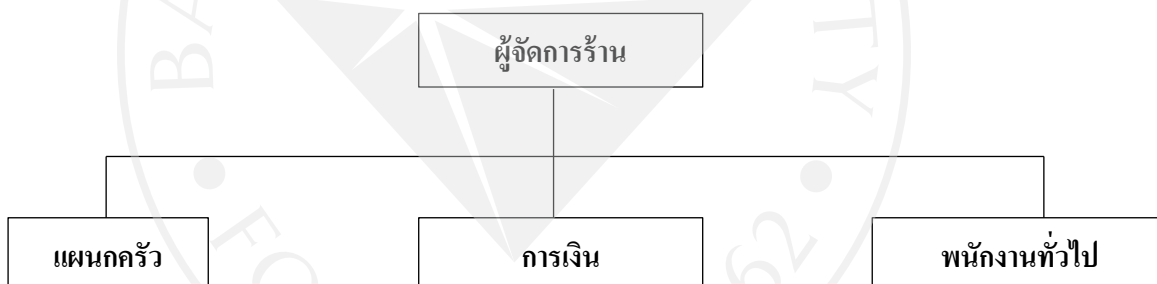 ผู้จัดการร้าน
แผนกครัว
การเงิน
พนักงานทั่วไป